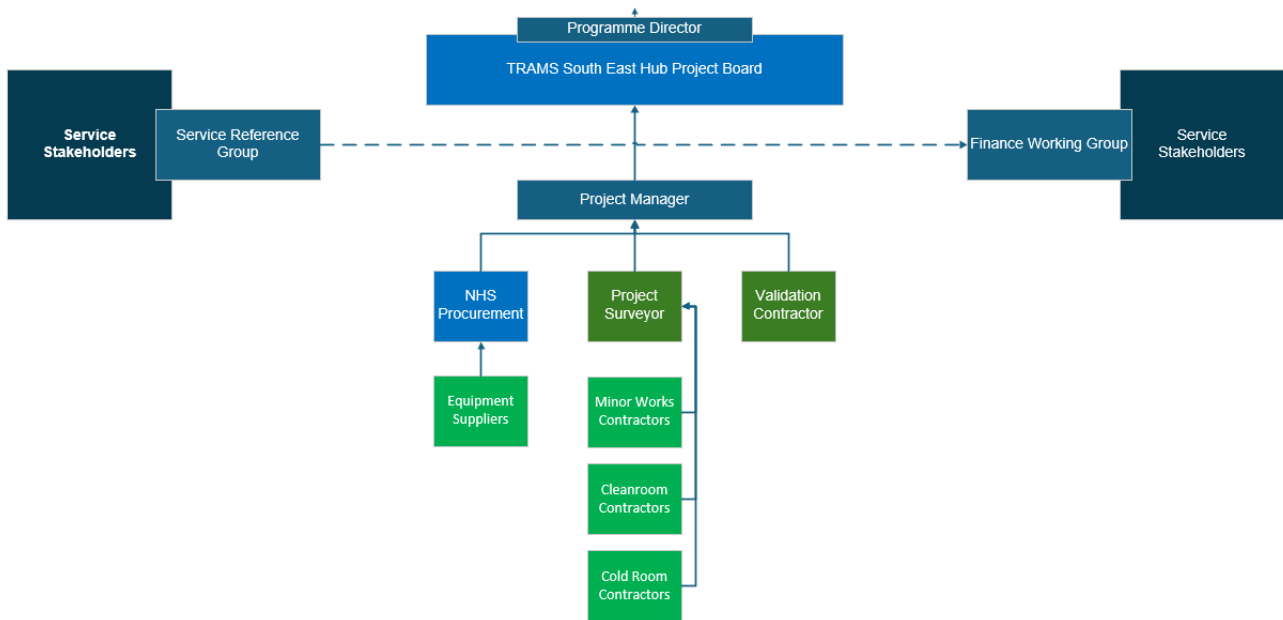 Programme Director
TRAMS South East Hub Project Board
Service
Stakeholders
Service Reference
Group
Finance Working Group
Service
Stakeholders
Project Manager
NHS
Procurement
Project
Surveyor
Validation
Contractor
Equipment
Suppliers
Minor Works
Contractors
Cleanroom
Contractors
Cold Room
Contractors